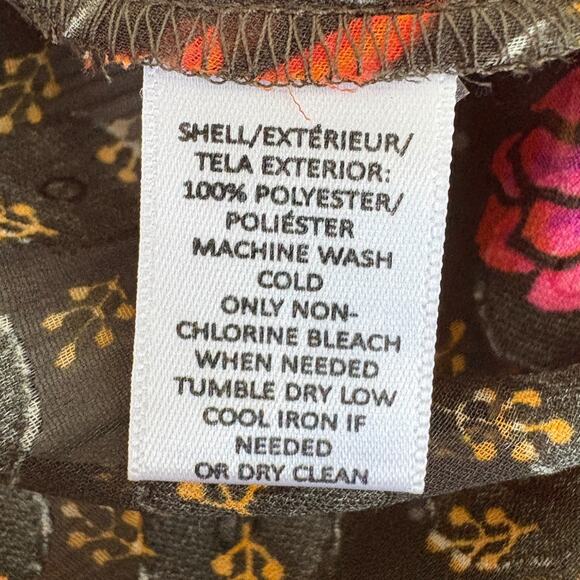 SHELL/EXTÉRIEUR/
TELA EXTERIOR:
100% POLYESTER/
POLIÉSTER
MACHINE WASH
COLD
ONLY NON-
CHLORINE BLEACH
WHEN NEEDED
TUMBLE DRY LOW
COOL IRON IF
NEEDED
OR DRY CLEAN